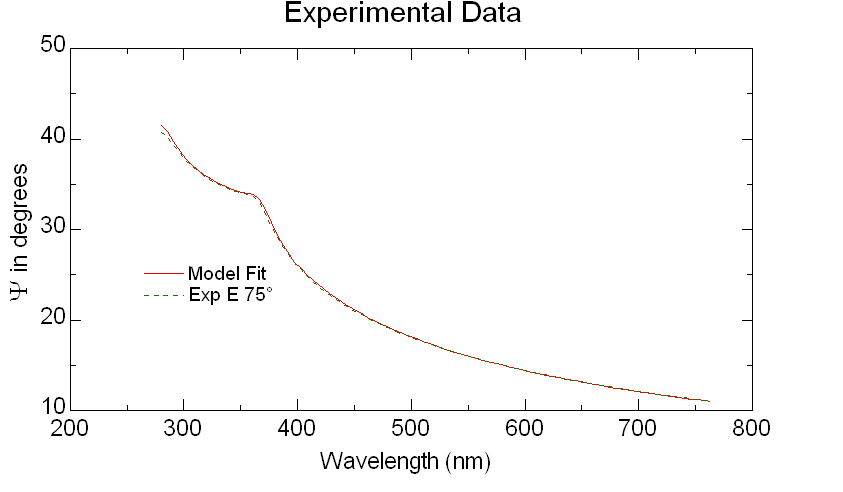 Experimental Data
50
40
30
20
10
Ψ in degrees
Model Fit
Exp E 75°
200 300 400 500 600 700 800
Wavelength (nm)